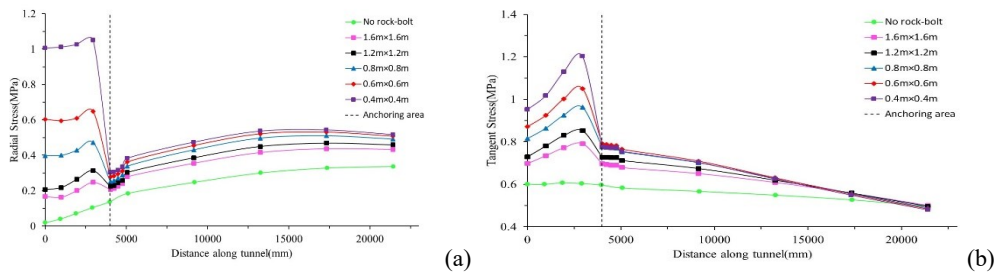 1.2
1
0.8
0.6
0.4
0.2
0
Radial Stress(MPa)
0 5000 10000 15000 20000
Distance along tunnel(mm)
No rock-bolt
1.6m×1.6m
1.2m×1.2m
0.8m×0.8m
0.6m×0.6m
0.4m×0.4m
Anchoring area
(a)
1.4
1.2
1
0.8
0.6
0.4
Tangent Stress(MPa)
0 5000 10000 15000 20000
Distance along tunnel(mm)
No rock-bolt
1.6m×1.6m
1.2m×1.2m
0.8m×0.8m
0.6m×0.6m
0.4m×0.4m
Anchoring area
(b)